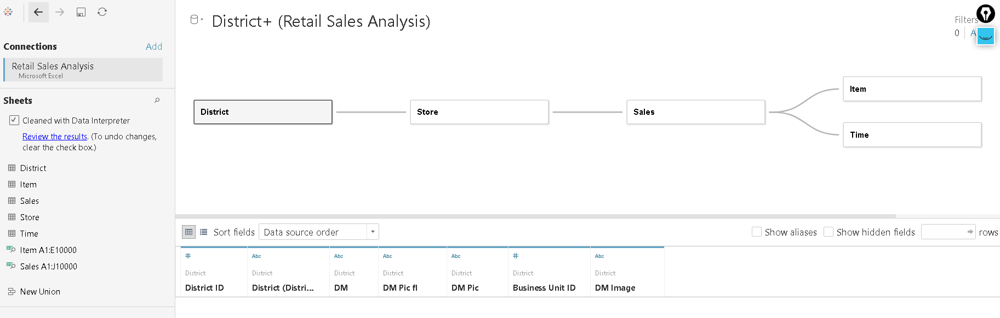 District+ (Retail Sales Analysis)
Filters
0
Connections
Add
Retail Sales Analysis
Microsoft Excel
Sheets
Cleaned with Data Interpreter
Review the results. (To undo changes,
clear the check box.)
District
Item
Sales
Store
Time
Item A1:E10000
Sales A1:J10000
New Union
District
Store
Sales
Item
Time
Sort fields
Data source order
Show aliases
Show hidden fields
rows
# Abc Abc Abc Abc # Abc
District District District District District District District
District ID District (Distri... DM DM Pic fl DM Pic Business Unit ID DM Image